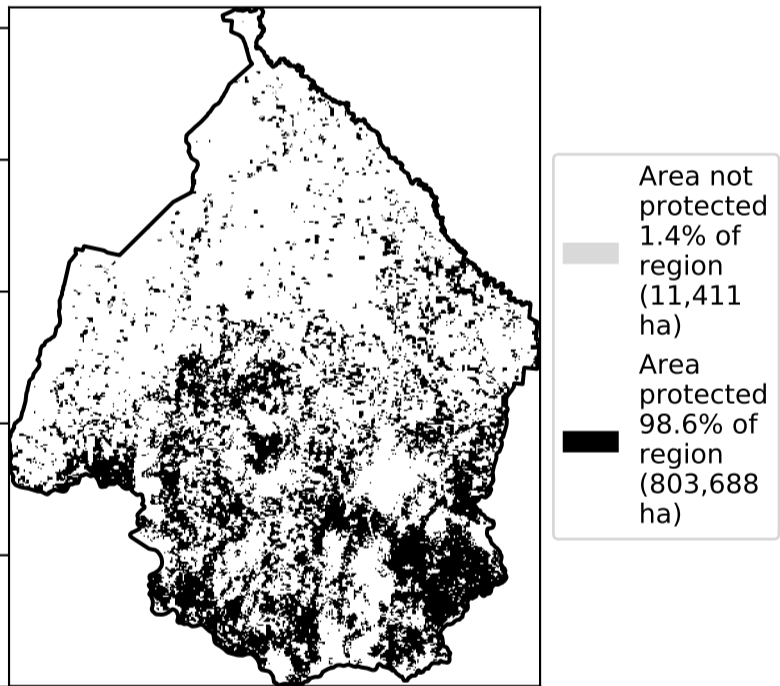 Area not
protected
1.4% of
region
(11,411
ha)
Area
protected
98.6% of
region
(803,688
ha)